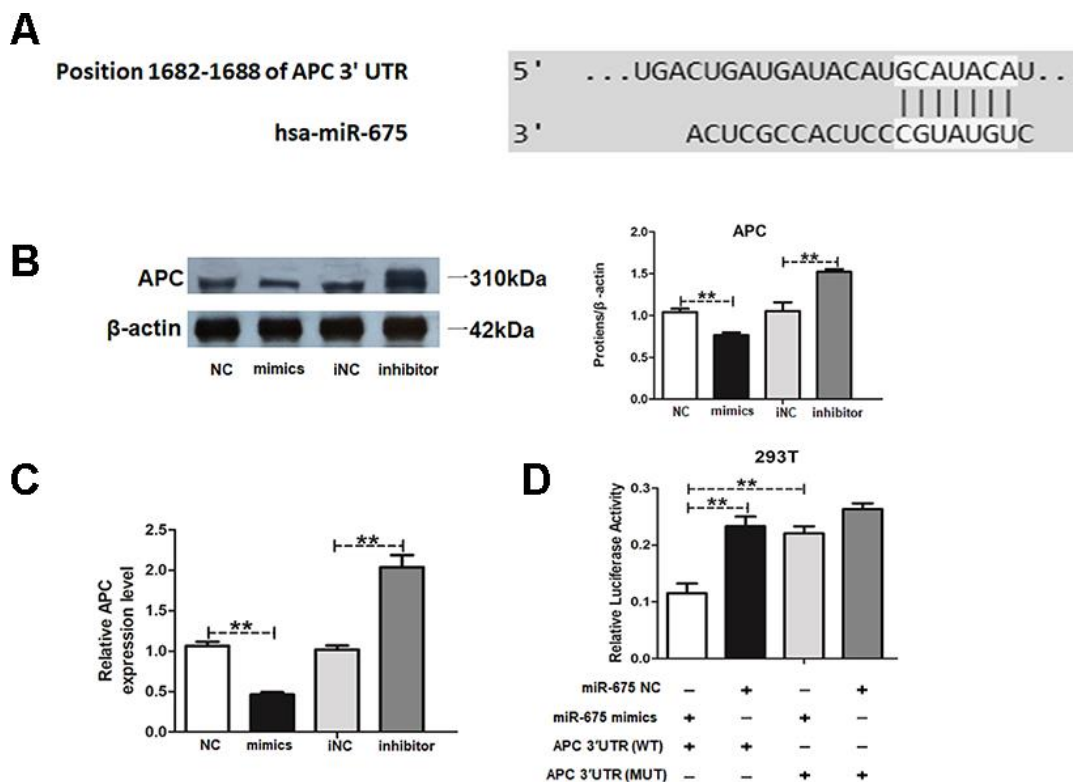 A
Position 1682-1688 of APC 3' UTR
5' ...UGACUGAUGAUACAUGCAUACAU..
hsa-miR-675
3' ACUCGCCACUCCCGUAUGUC
B
APC
310kDa
β-actin
42kDa
NC mimics iNC inhibitor
APC
Protiens/β -actin
2.0
1.5
1.0
0.5
0.0
** **
NC mimics iNC inhibitor
C
Relative APC
expression level
2.5
2.0
1.5
1.0
0.5
0.0
** **
NC mimics iNC inhibitor
D
293T
Relative Luciferase Activity
0.3
0.2
0.1
0.0
**
**
miR-675 NC – + – +
miR-675 mimics + – + –
APC 3'UTR (WT) + + – –
APC 3'UTR (MUT) – – + +